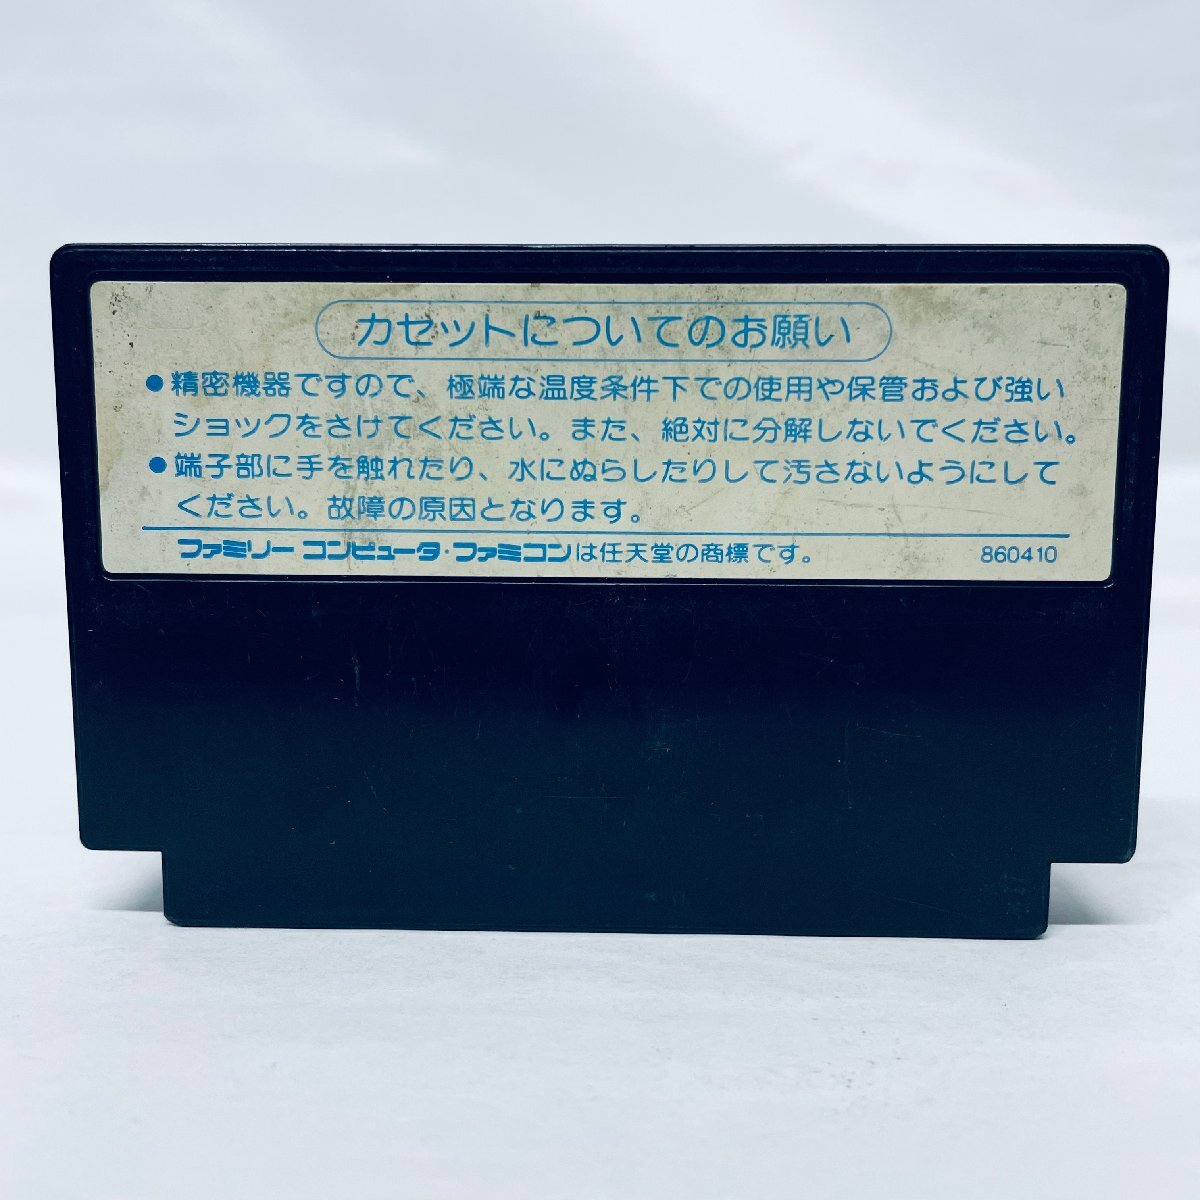 カセットについてのお願い
●精密機器ですので、極端な温度条件下での使用や保管および強い
ショックをさけてください。また、絶対に分解しないでください。
●端子部に手を触れたり、水にぬらしたりして汚さないようにして
ください。故障の原因となります。
ファミリー コンピュータ・ファミコンは任天堂の商標です。 860410